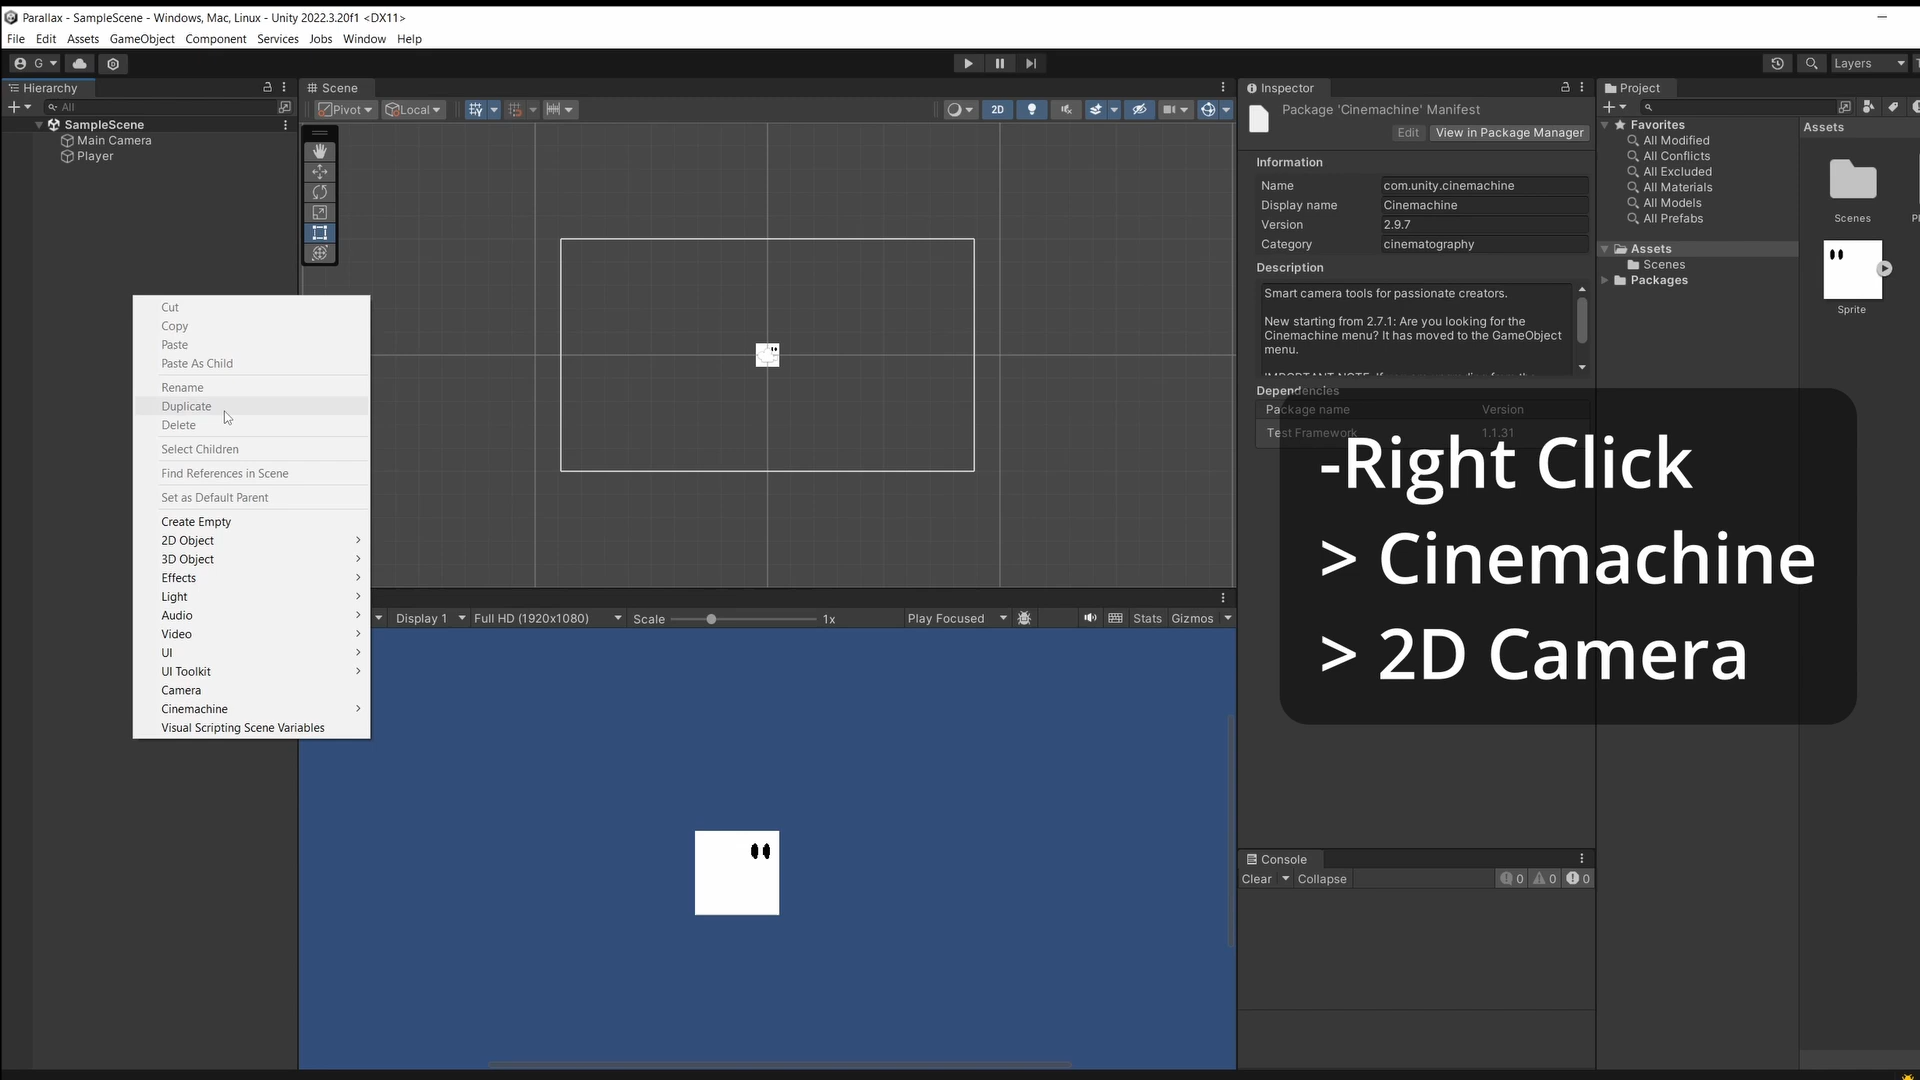 Parallax - SampleScene - Windows, Mac, Linux - Unity 2022.3.20f1 <DX11>
File Edit Assets GameObject Component Services Jobs Window Help
G
Layers
Hierarchy
All
SampleScene
Main Camera
Player
Cut
Copy
Paste
Paste As Child
Rename
Duplicate
Delete
Select Children
Find References in Scene
Set as Default Parent
Create Empty
2D Object
3D Object
Effects
Light
Audio
Video
UI
UI Toolkit
Camera
Cinemachine
Visual Scripting Scene Variables
Scene
Pivot Local 2D
Display 1 Full HD (1920x1080) Scale 1x Play Focused Stats Gizmos
Inspector
Package 'Cinemachine' Manifest
Edit View in Package Manager
Information
Name com.unity.cinemachine
Display name Cinemachine
Version 2.9.7
Category cinematography
Description
Smart camera tools for passionate creators.
New starting from 2.7.1: Are you looking for the
Cinemachine menu? It has moved to the GameObject
menu.
Dependencies
Package name Version
Test Framework 1.1.31
-Right Click
> Cinemachine
> 2D Camera
Console
Clear Collapse 0 0 0
Project
Favorites
All Modified
All Conflicts
All Excluded
All Materials
All Models
All Prefabs
Assets
Scenes
Packages
Assets
Scenes
Sprite